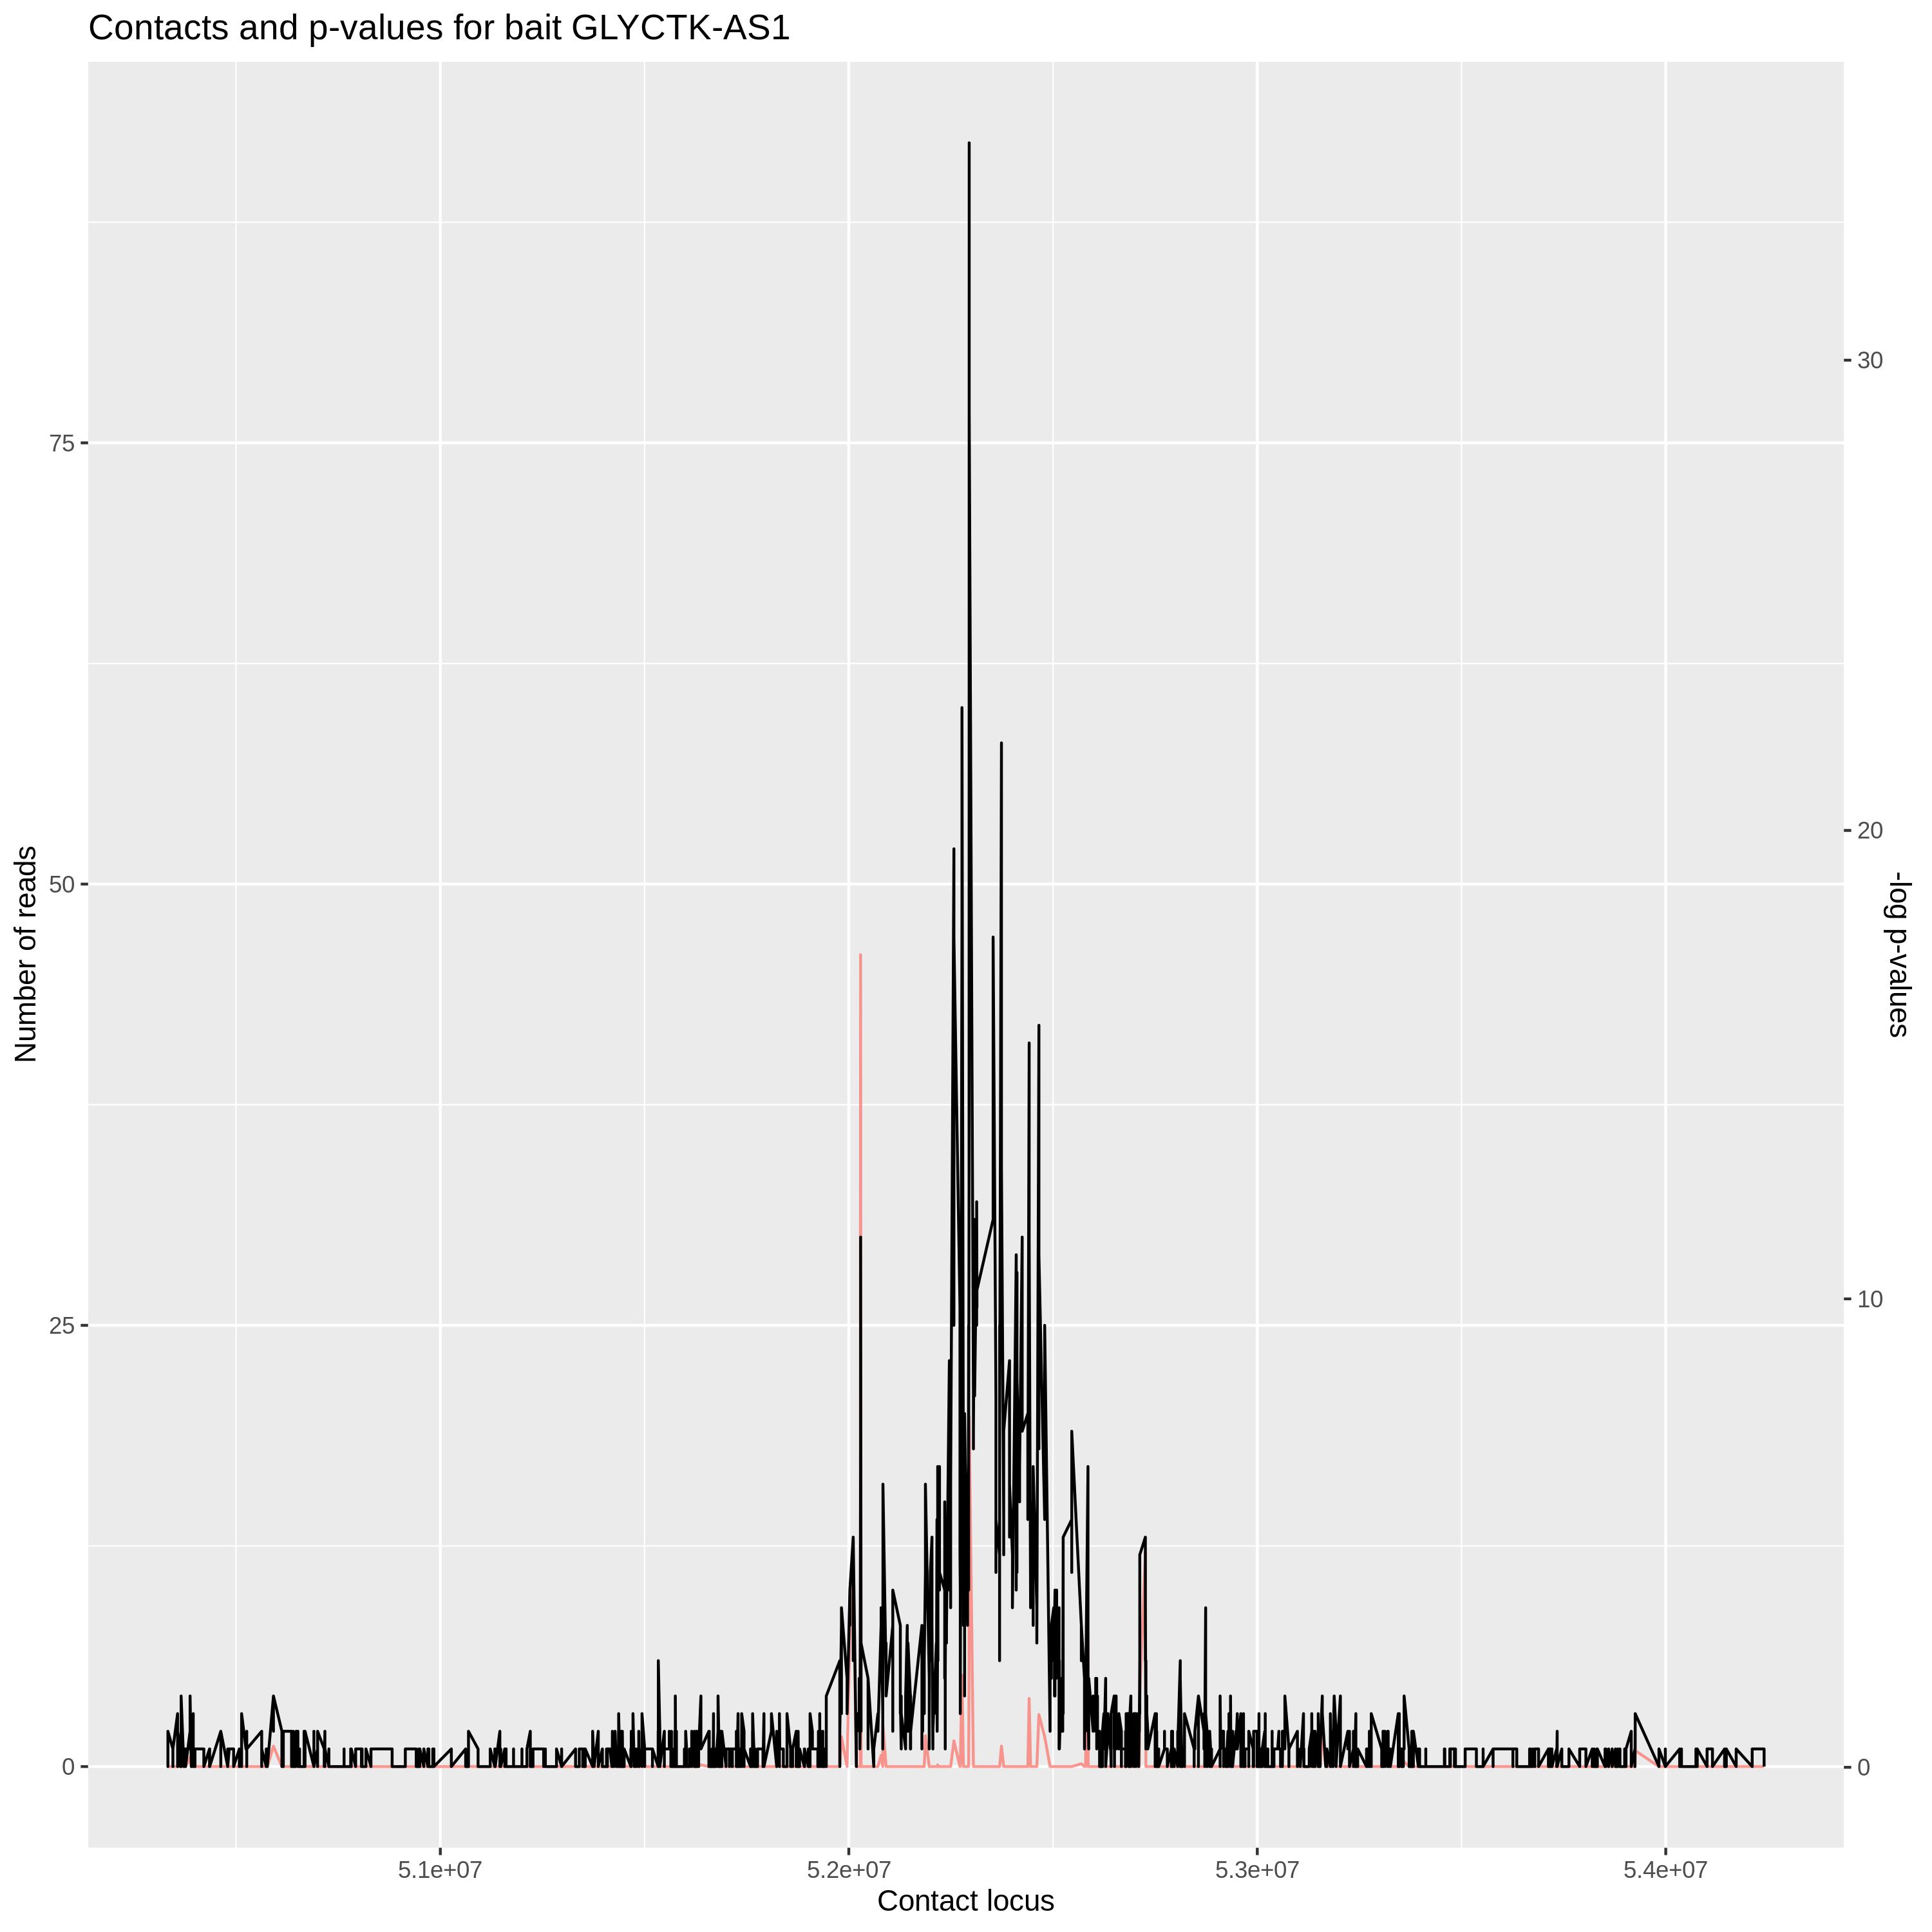 Contacts and p-values for bait GLYCTK-AS1
Number of reads
75
50
25
0
30
20
10
0
-log p-values
5.1e+07
5.2e+07
5.3e+07
5.4e+07
Contact locus